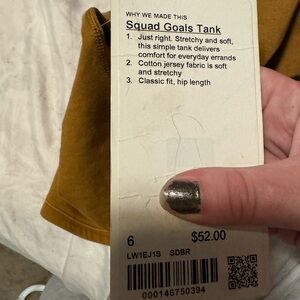 WHY WE MADE THIS
Squad Goals Tank
1. Just right. Stretchy and soft,
this simple tank delivers
comfort for everyday errands
2. Cotton jersey fabric is soft
and stretchy
3. Classic fit, hip length
6 $52.00
LW1EJ1S SDBR
000146750394